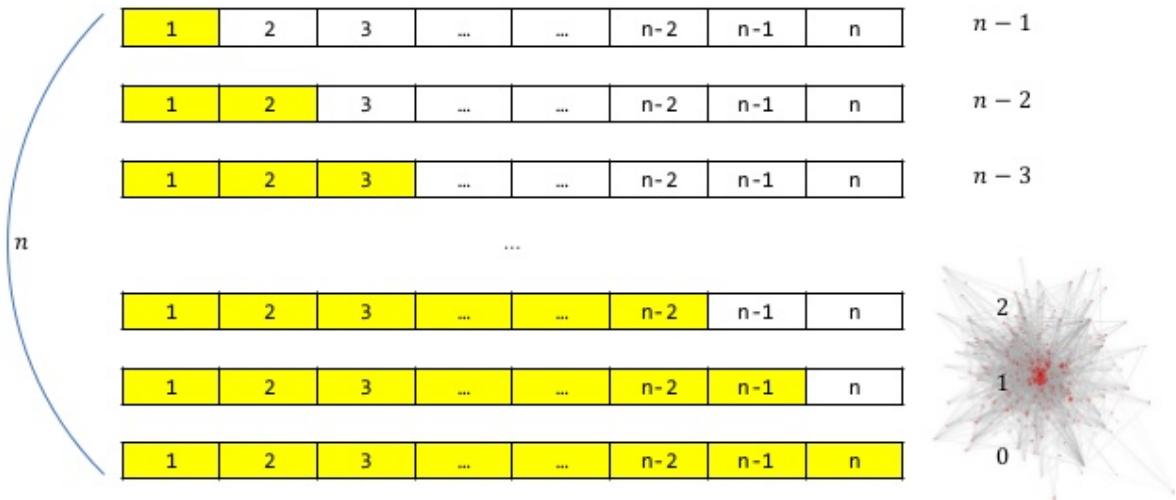 1 2 3 … … n-2 n-1 n n − 1
1 2 3 … … n-2 n-1 n n − 2
1 2 3 … … n-2 n-1 n n − 3
n …
1 2 3 … … n-2 n-1 n 2
1 2 3 … … n-2 n-1 n 1
1 2 3 … … n-2 n-1 n 0